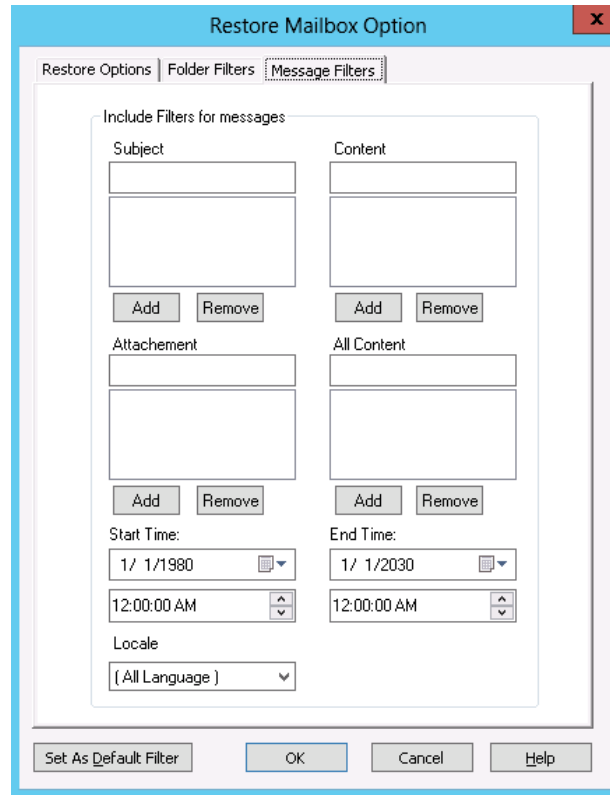 Restore Mailbox Option
x
Restore Options Folder Filters Message Filters
Include Filters for messages
Subject Content
Add Remove Add Remove
Attachement All Content
Add Remove Add Remove
Start Time: End Time:
1/ 1/1980 1/ 1/2030
12:00:00 AM 12:00:00 AM
Locale
( All Language )
Set As Default Filter OK Cancel Help